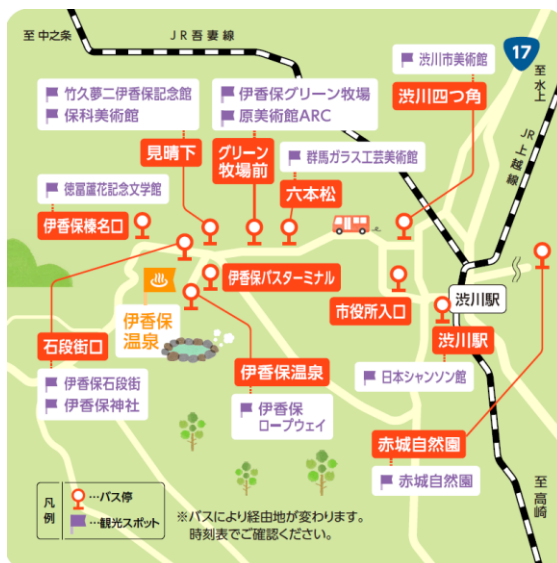 至 中之条
JR吾妻線
17
至 水上
JR上越線
渋川市美術館
渋川四つ角
竹久夢二伊香保記念館
保科美術館
見晴下
伊香保グリーン牧場
原美術館ARC
グリーン
牧場前
群馬ガラス工芸美術館
六本松
徳冨蘆花記念文学館
伊香保榛名口
伊香保バスターミナル
市役所入口
渋川駅
渋川駅
日本シャンソン館
伊香保
温泉
石段街口
伊香保石段街
伊香保神社
伊香保温泉
伊香保
ロープウェイ
赤城自然園
赤城自然園
至 高崎
凡例
…バス停
…観光スポット
※バスにより経由地が変わります。
時刻表でご確認ください。